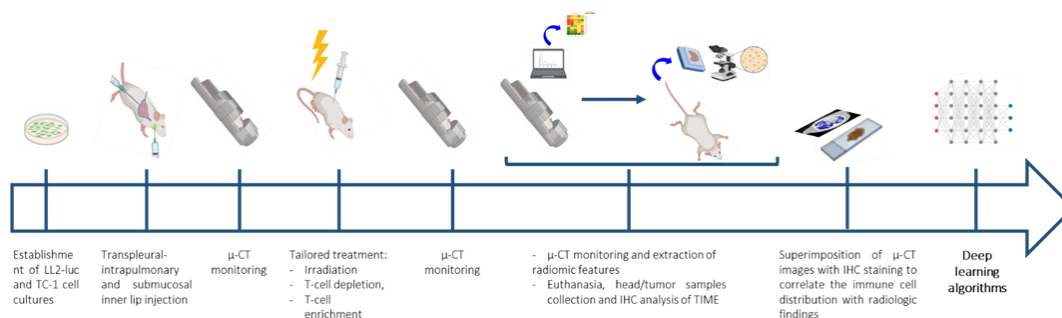 Establishme
nt of LL2-luc
and TC-1 cell
cultures
Transpleural-
intrapulmonary
and submucosal
inner lip injection
µ-CT
monitoring
Tailored treatment:
- Irradiation
- T-cell depletion,
- T-cell
enrichment
µ-CT
monitoring
- µ-CT monitoring and extraction of
radiomic features
- Euthanasia, head/tumor samples
collection and IHC analysis of TIME
Superimposition of µ-CT
images with IHC staining to
correlate the immune cell
distribution with radiologic
findings
Deep
learning
algorithms